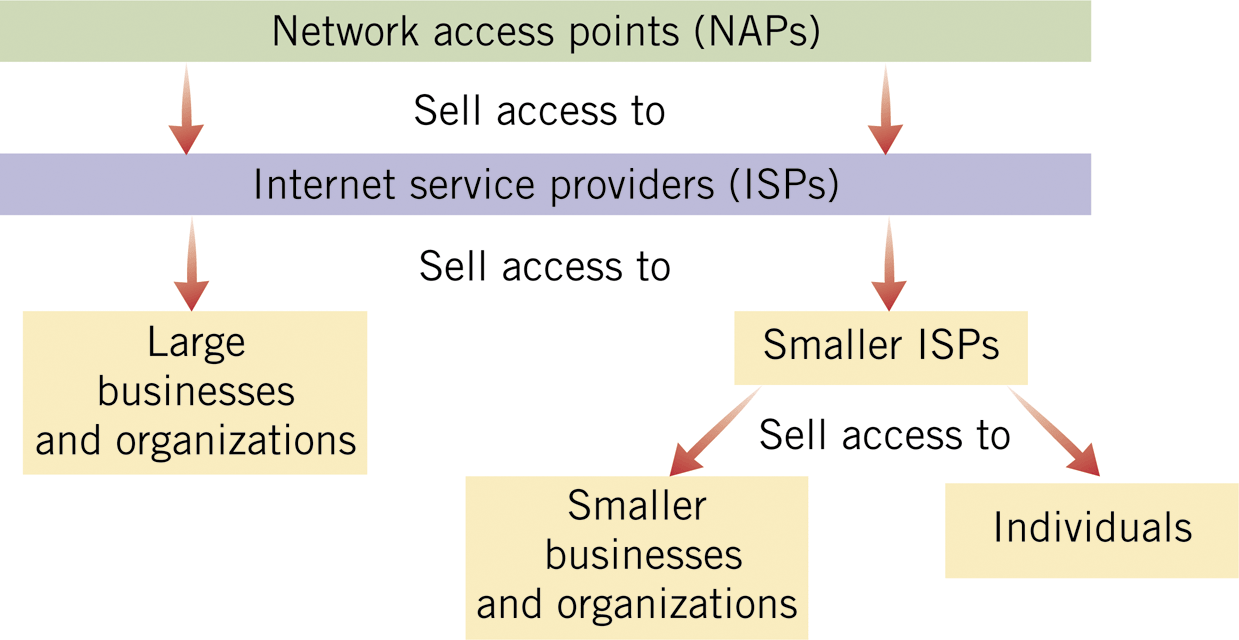 Network access points (NAPs)
Sell access to
Internet service providers (ISPs)
Sell access to
Large
businesses
and organizations
Smaller ISPs
Sell access to
Smaller
businesses
and organizations
Individuals